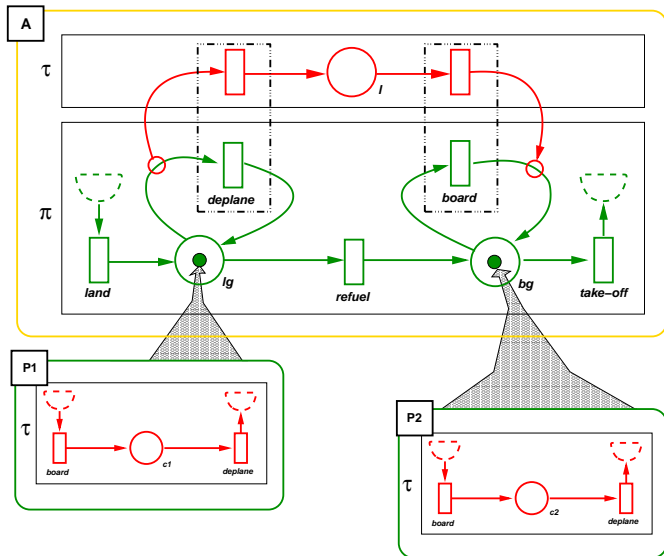 A
τ
l
deplane
board
π
land
lg
refuel
bg
take–off
P1
τ
board
c1
deplane
P2
τ
board
c2
deplane